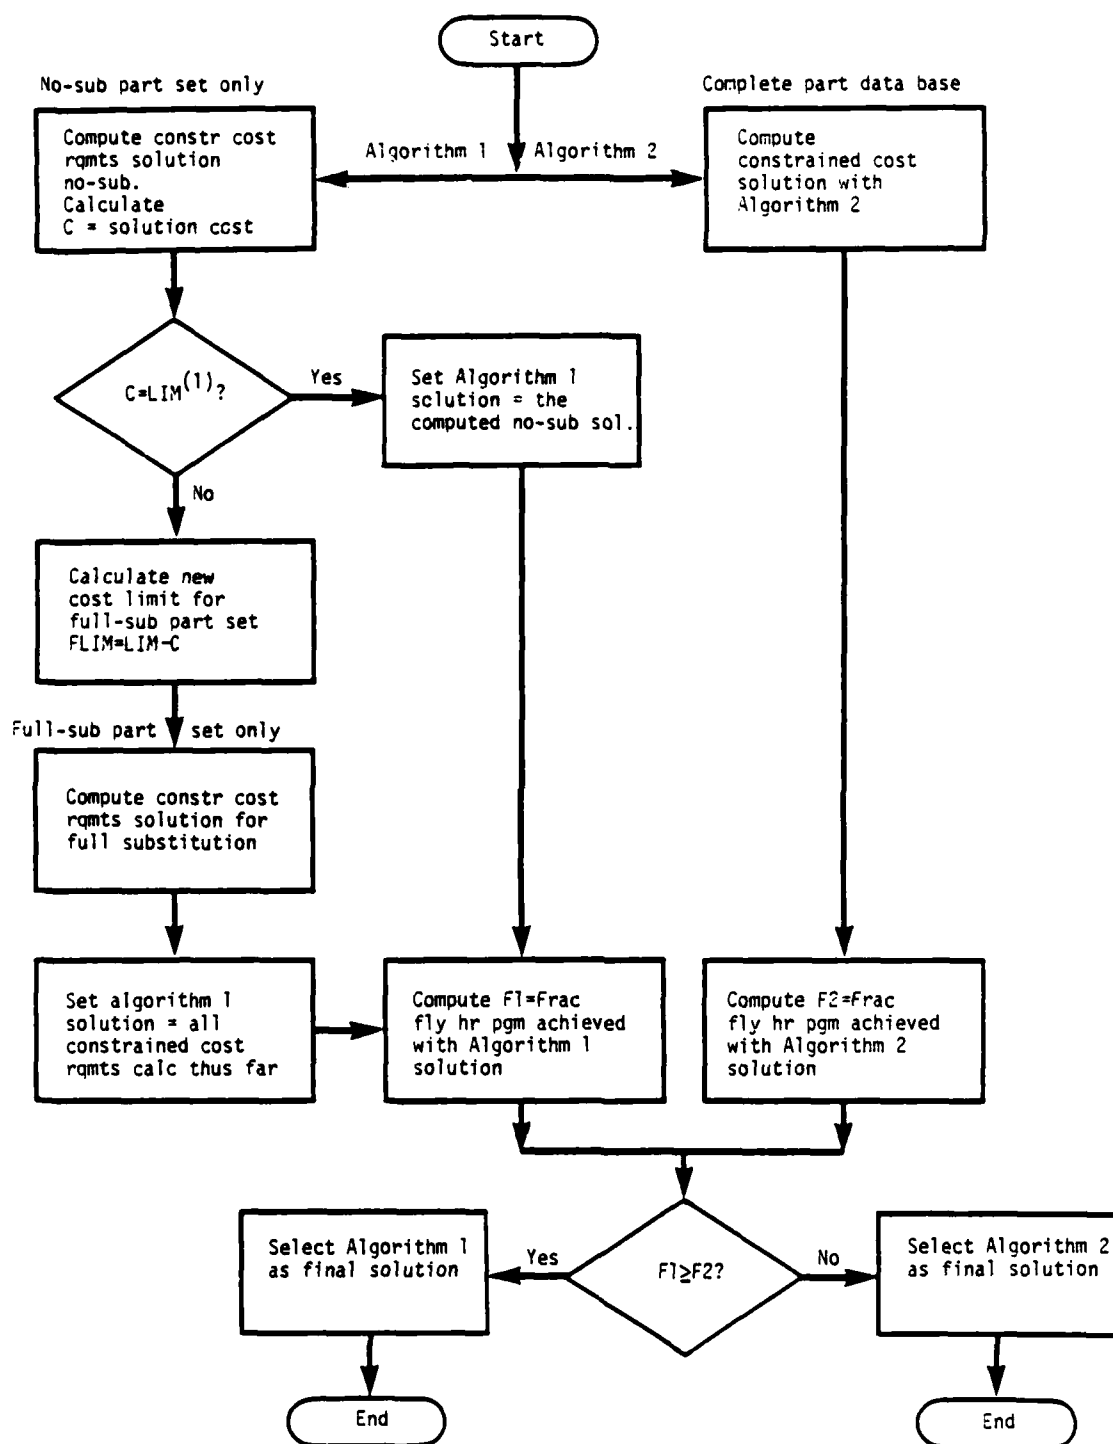 Start
No-sub part set only
Complete part data base
Compute constr cost
rqmts solution
no-sub.
Calculate
C = solution cost
Algorithm 1
Algorithm 2
Compute
constrained cost
solution with
Algorithm 2
C=LIM(1)?
Yes
Set Algorithm 1
solution = the
computed no-sub sol.
No
Calculate new
cost limit for
full-sub part set
FLIM=LIM-C
Full-sub part set only
Compute constr cost
rqmts solution for
full substitution
Set algorithm 1
solution = all
constrained cost
rqmts calc thus far
Compute F1=Frac
fly hr pgm achieved
with Algorithm 1
solution
Compute F2=Frac
fly hr pgm achieved
with Algorithm 2
solution
Select Algorithm 1
as final solution
Yes
F1≥F2?
No
Select Algorithm 2
as final solution
End
End